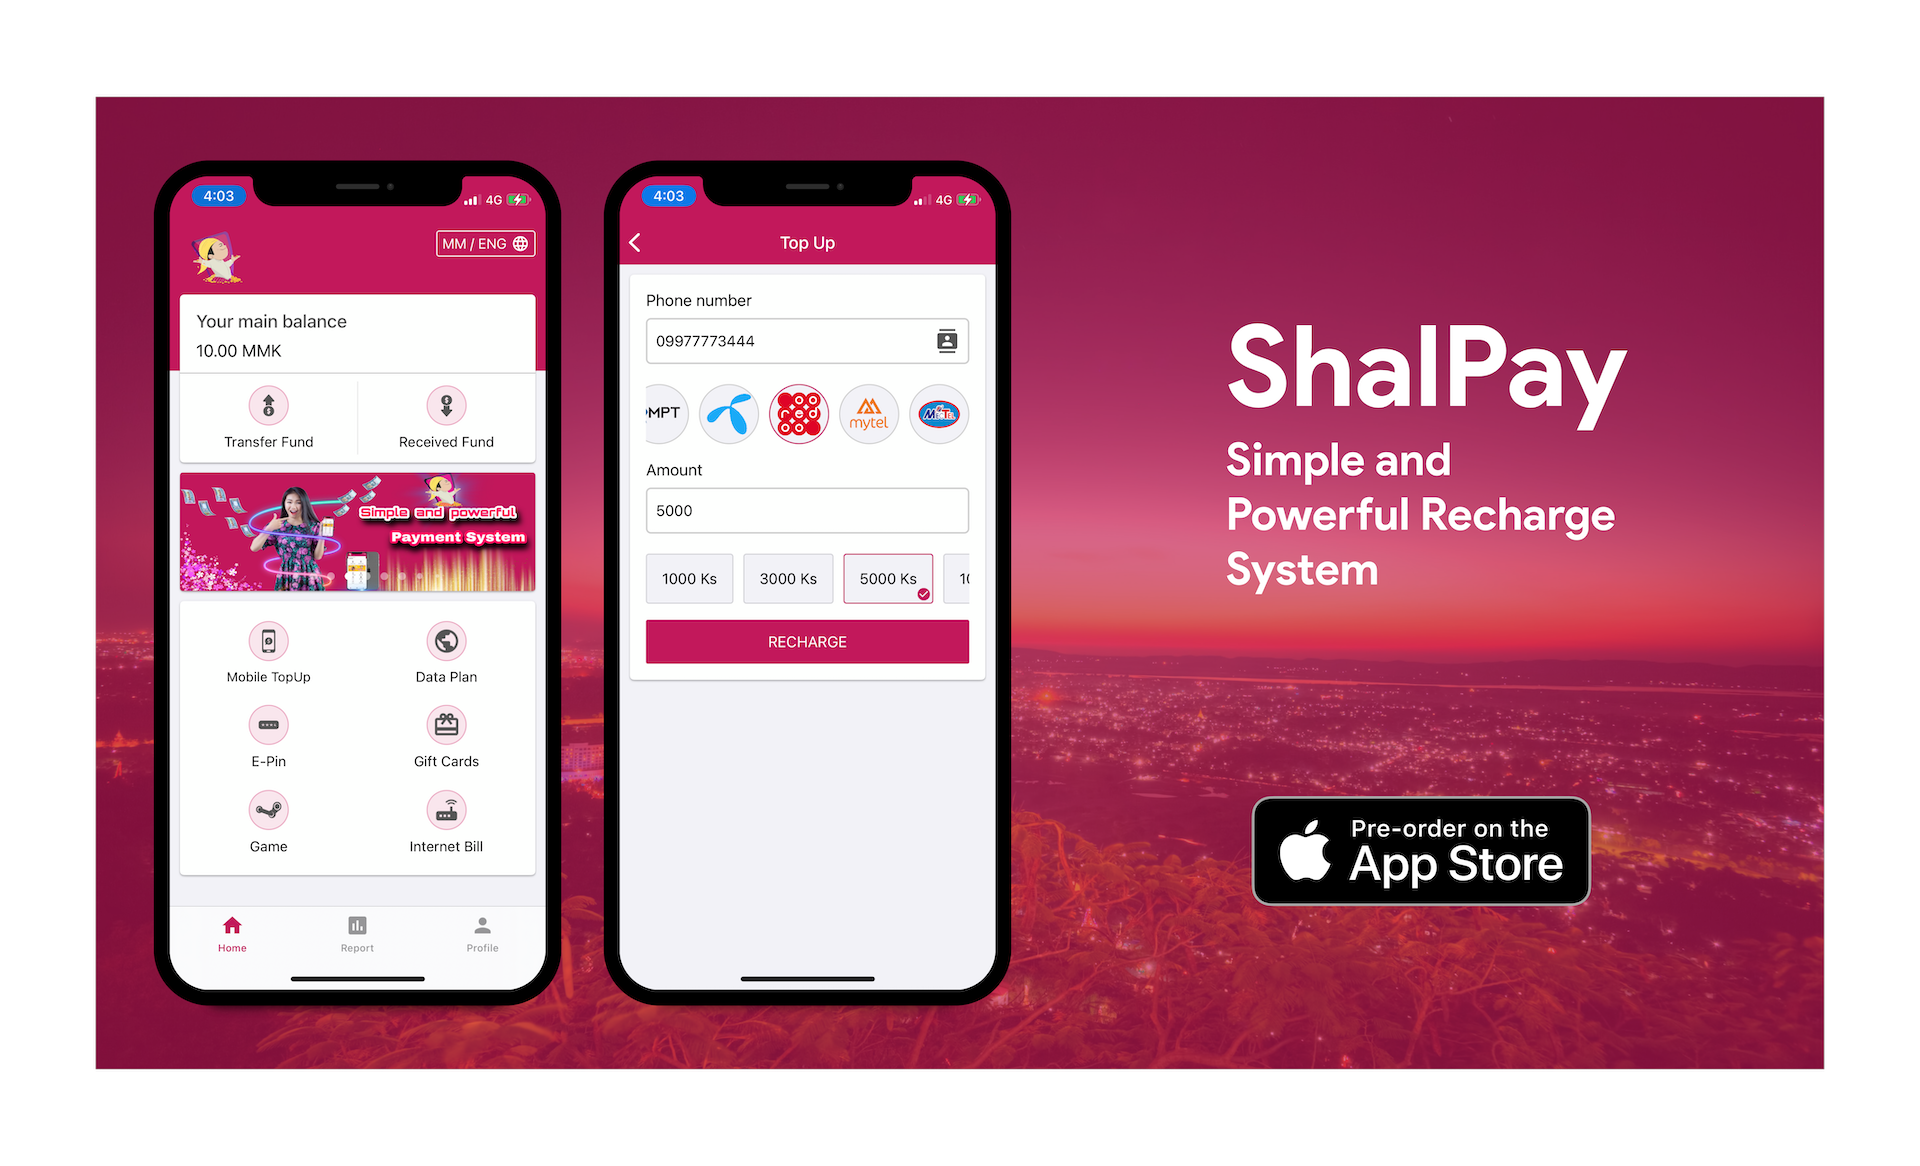 4:03
4G
MM / ENG
Your main balance
10.00 MMK
Transfer Fund
Received Fund
Simple and powerful
Payment System
Mobile TopUp
Data Plan
E-Pin
Gift Cards
Game
Internet Bill
Home
Report
Profile
4:03
4G
Top Up
Phone number
09977773444
MPT
ooredoo
mytel
MECTEL
Amount
5000
1000 Ks
3000 Ks
5000 Ks
10
RECHARGE
ShalPay
Simple and
Powerful Recharge
System
Pre-order on the
App Store